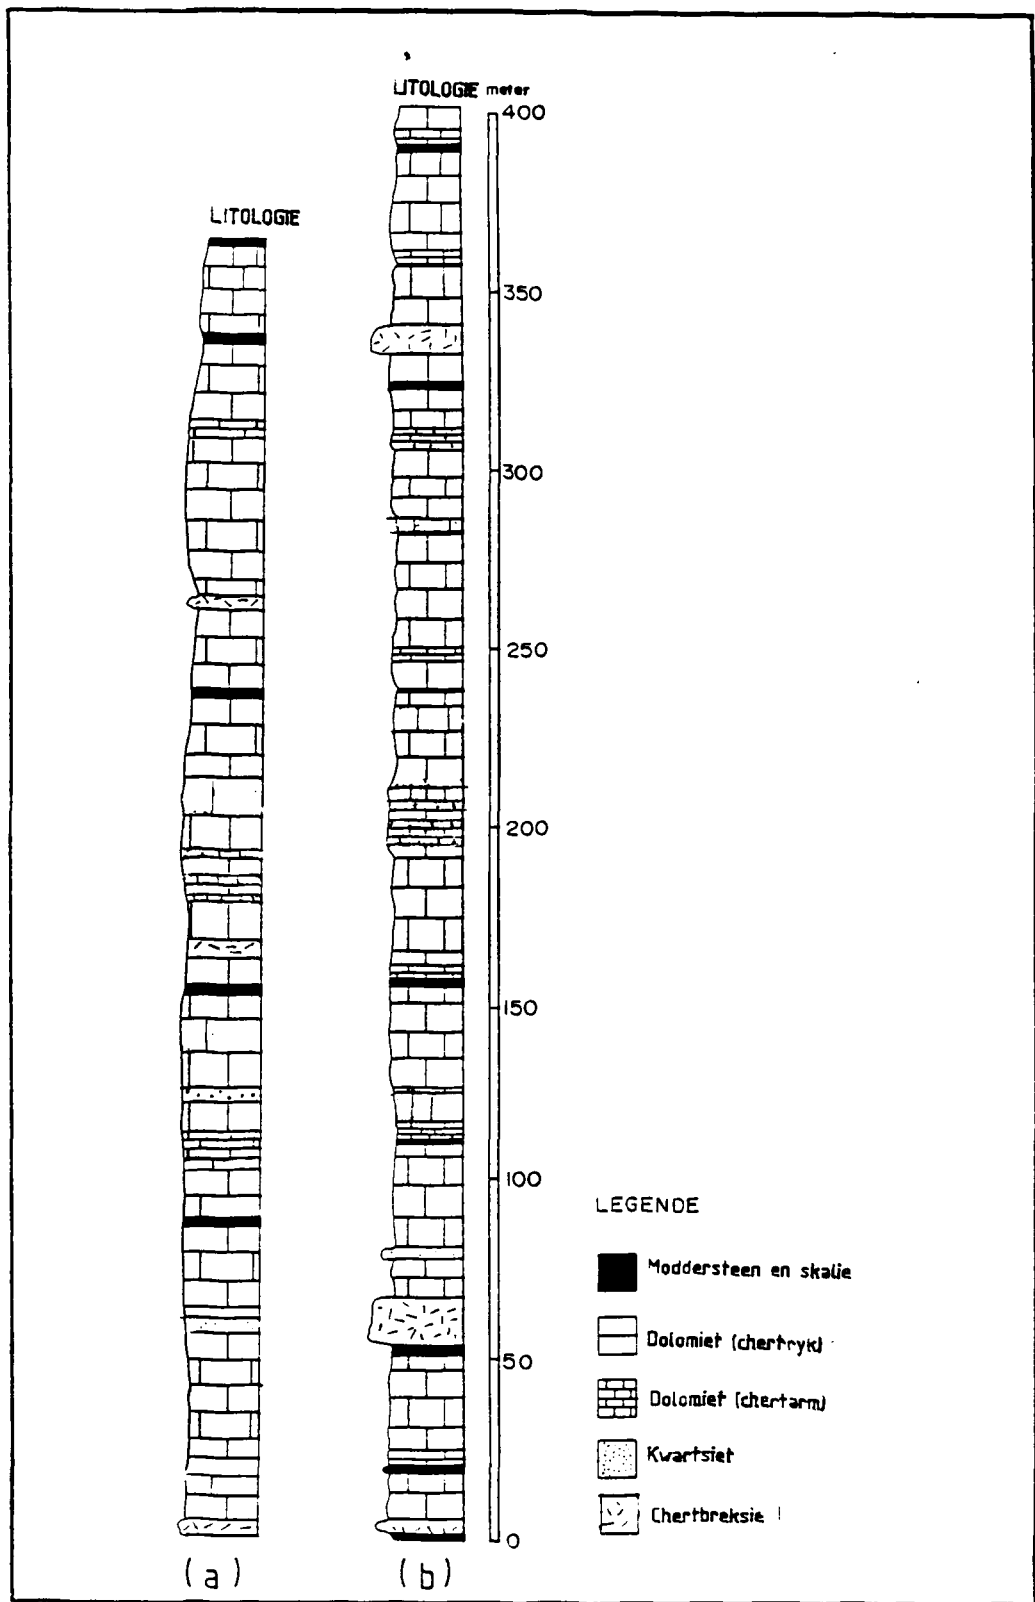 LITOLOGIE meter
400
LITOLOGIE
350
300
250
200
150
100
50
0
LEGENDE
Moddersteen en skalie
Dolomiet (chertryk)
Dolomiet (chertarm)
Kwartsiet
Chertbreksie
(a)
(b)